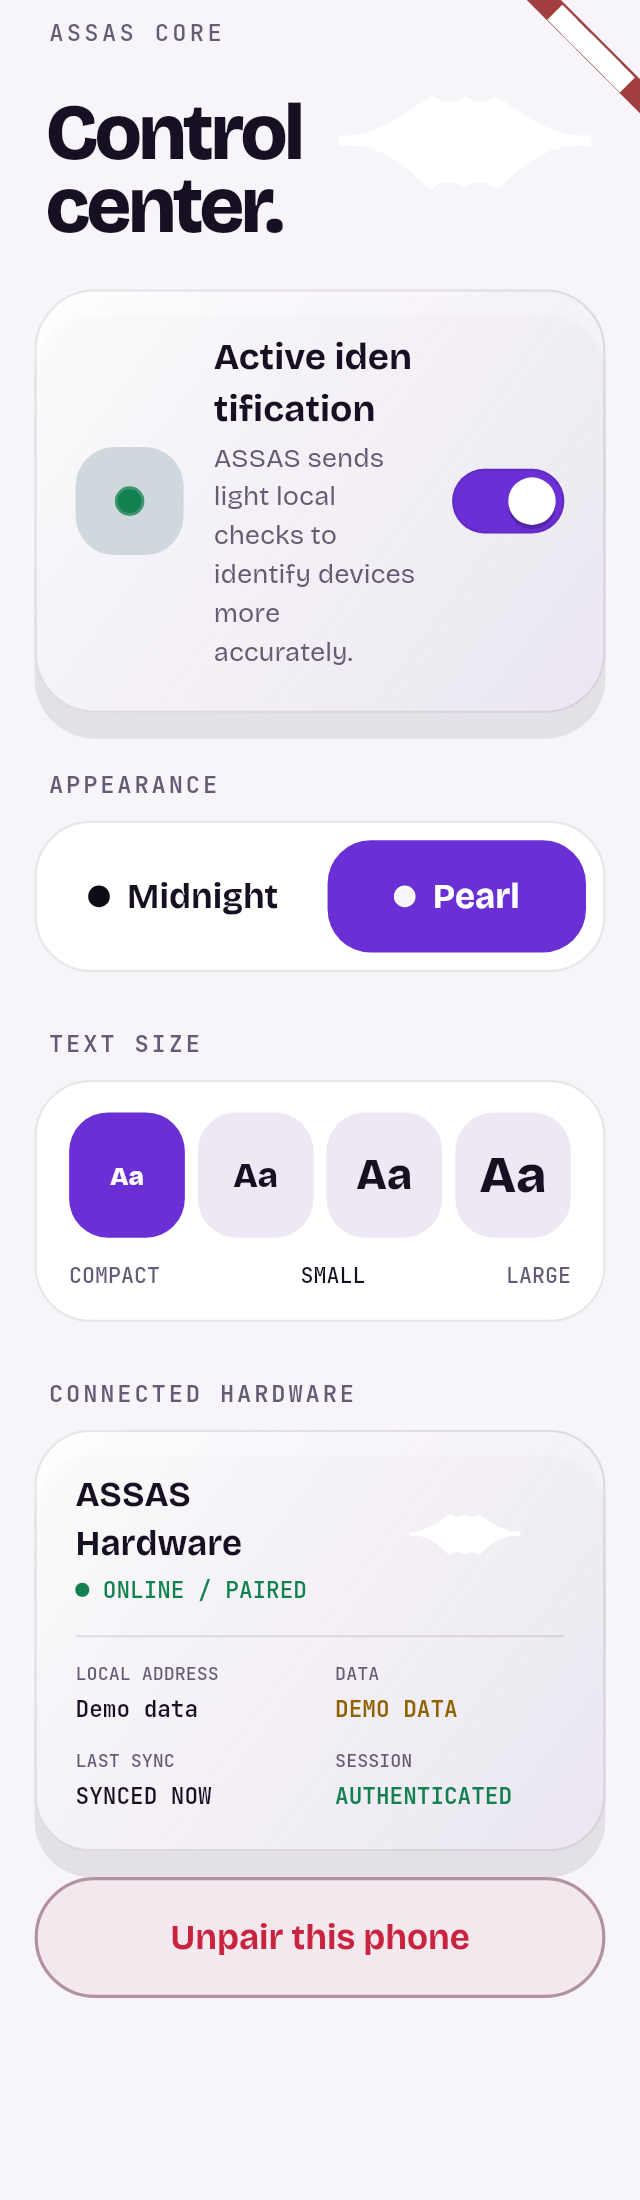 ASSAS CORE
Control
center.
Active iden
tification
ASSAS sends
light local
checks to
identify devices
more
accurately.
APPEARANCE
Midnight
Pearl
TEXT SIZE
Aa
Aa
Aa
Aa
COMPACT
SMALL
LARGE
CONNECTED HARDWARE
ASSAS
Hardware
ONLINE / PAIRED
LOCAL ADDRESS
DATA
Demo data
DEMO DATA
LAST SYNC
SESSION
SYNCED NOW
AUTHENTICATED
Unpair this phone